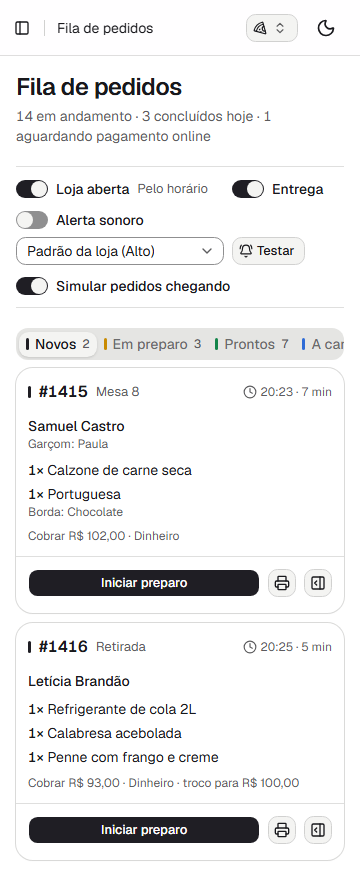 Fila de pedidos
Fila de pedidos
14 em andamento · 3 concluídos hoje · 1
aguardando pagamento online
Loja aberta Pelo horário Entrega
Alerta sonoro
Padrão da loja (Alto) Testar
Simular pedidos chegando
Novos 2 Em preparo 3 Prontos 7 A car
#1415 Mesa 8 20:23 · 7 min
Samuel Castro
Garçom: Paula
1× Calzone de carne seca
1× Portuguesa
Borda: Chocolate
Cobrar R$ 102,00 · Dinheiro
Iniciar preparo
#1416 Retirada 20:25 · 5 min
Letícia Brandão
1× Refrigerante de cola 2L
1× Calabresa acebolada
1× Penne com frango e creme
Cobrar R$ 93,00 · Dinheiro · troco para R$ 100,00
Iniciar preparo